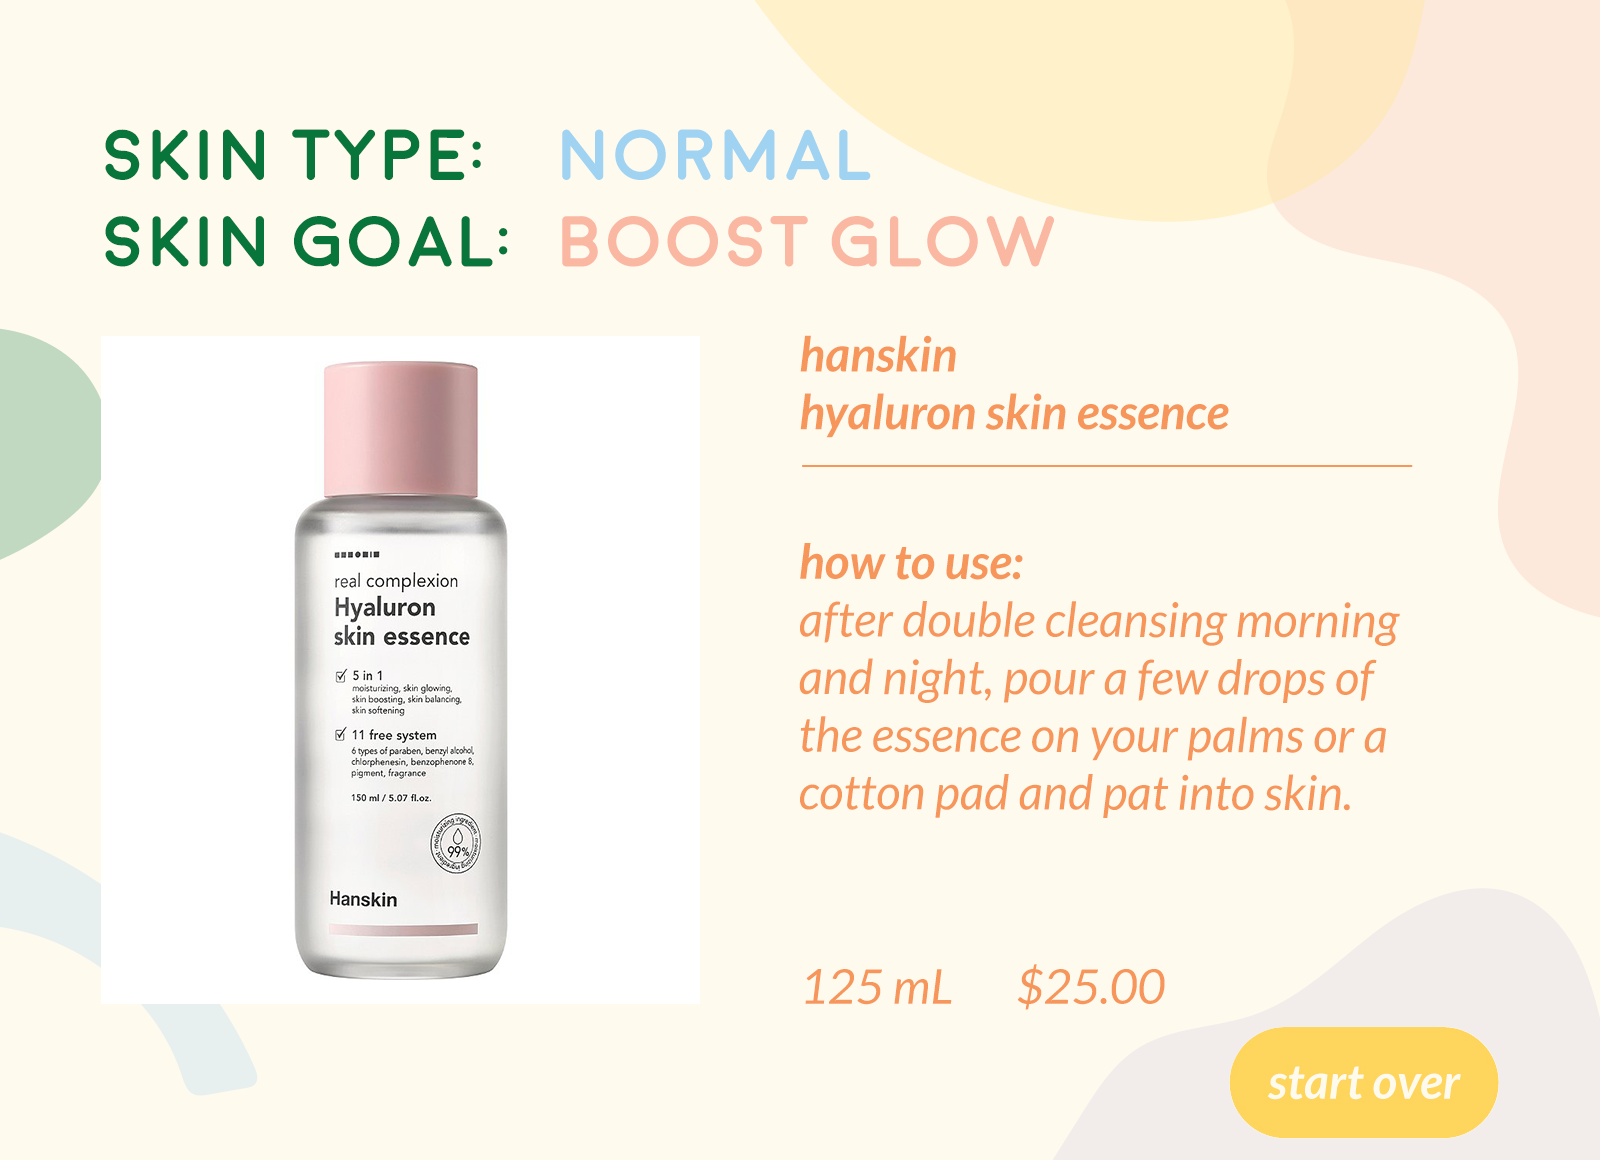 SKIN TYPE: NORMAL
SKIN GOAL: BOOST GLOW
real complexion
Hyaluron
skin essence
5 in 1
moisturizing, skin glowing,
skin boosting, skin balancing,
skin softening
11 free system
6 types of paraben, benzyl alcohol,
chlorphenesin, benzophenone 8,
pigment, fragrance
150 ml / 5.07 fl.oz.
moisturizing ingredient · moisturizing ingredient ·
99%
Hanskin
hanskin
hyaluron skin essence
how to use:
after double cleansing morning
and night, pour a few drops of
the essence on your palms or a
cotton pad and pat into skin.
125 mL $25.00
start over